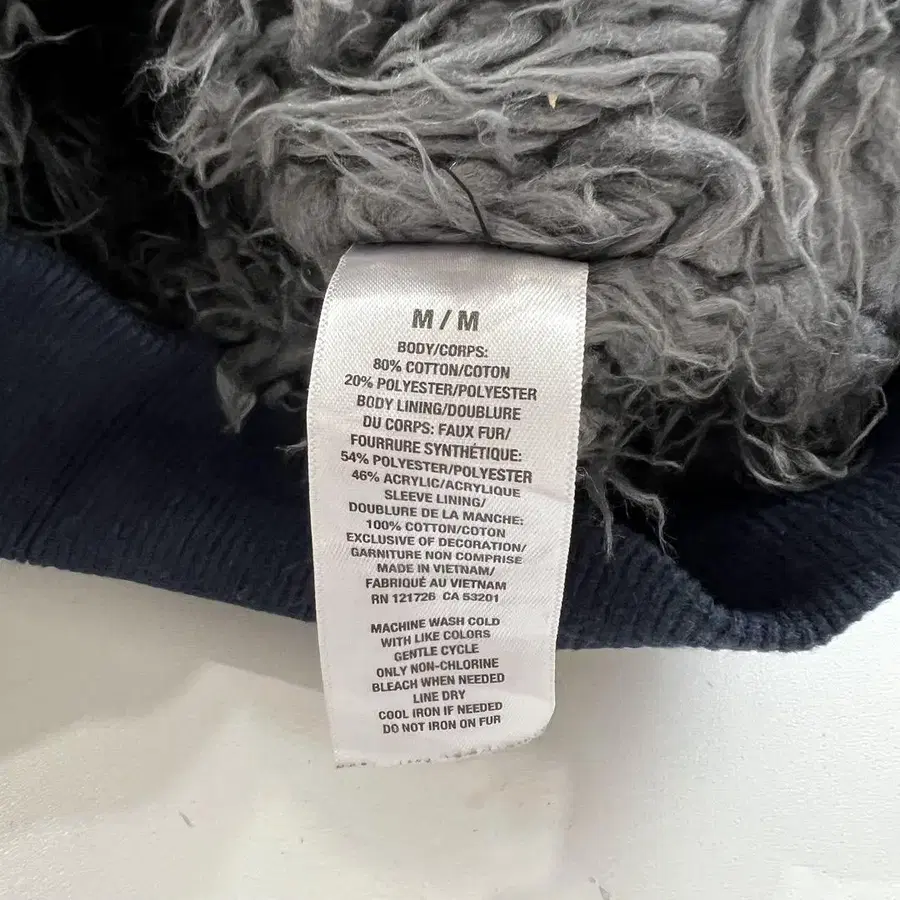 M / M
BODY/CORPS:
80% COTTON/COTON
20% POLYESTER/POLYESTER
BODY LINING/DOUBLURE
DU CORPS: FAUX FUR/
FOURRURE SYNTHÉTIQUE:
54% POLYESTER/POLYESTER
46% ACRYLIC/ACRYLIQUE
SLEEVE LINING/
DOUBLURE DE LA MANCHE:
100% COTTON/COTON
EXCLUSIVE OF DECORATION/
GARNITURE NON COMPRISE
MADE IN VIETNAM/
FABRIQUÉ AU VIETNAM
RN 121726 CA 53201
MACHINE WASH COLD
WITH LIKE COLORS
GENTLE CYCLE
ONLY NON-CHLORINE
BLEACH WHEN NEEDED
LINE DRY
COOL IRON IF NEEDED
DO NOT IRON ON FUR